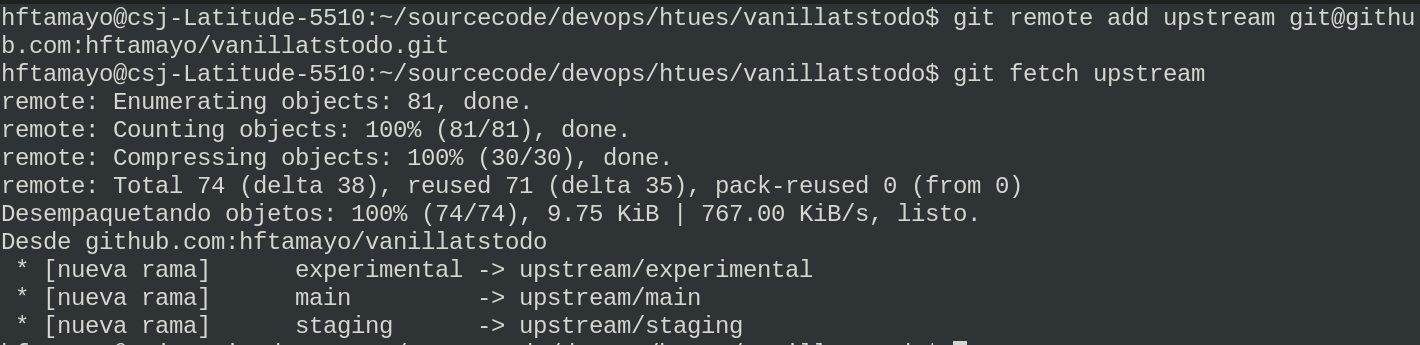 hftamayo@csj-Latitude-5510:~/sourcecode/devops/htues/vanillatstodo$ git remote add upstream git@githu
b.com:hftamayo/vanillatstodo.git
hftamayo@csj-Latitude-5510:~/sourcecode/devops/htues/vanillatstodo$ git fetch upstream
remote: Enumerating objects: 81, done.
remote: Counting objects: 100% (81/81), done.
remote: Compressing objects: 100% (30/30), done.
remote: Total 74 (delta 38), reused 71 (delta 35), pack-reused 0 (from 0)
Desempaquetando objetos: 100% (74/74), 9.75 KiB | 767.00 KiB/s, listo.
Desde github.com:hftamayo/vanillatstodo
 * [nueva rama]      experimental -> upstream/experimental
 * [nueva rama]      main         -> upstream/main
 * [nueva rama]      staging      -> upstream/staging